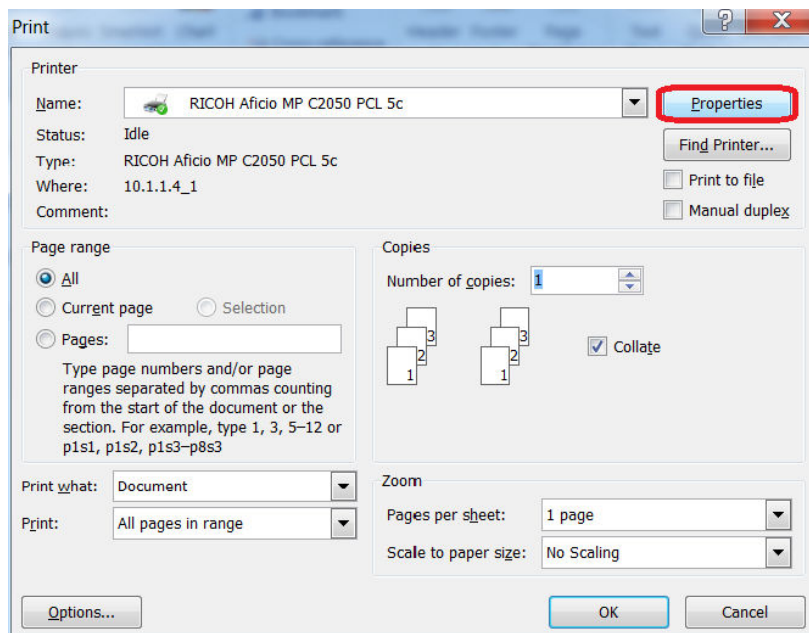 Print
?
X
Printer
Name:
RICOH Aficio MP C2050 PCL 5c
Properties
Status:
Idle
Find Printer...
Type:
RICOH Aficio MP C2050 PCL 5c
Where:
10.1.1.4_1
Print to file
Comment:
Manual duplex
Page range
All
Current page
Selection
Pages:
Type page numbers and/or page
ranges separated by commas counting
from the start of the document or the
section. For example, type 1, 3, 5–12 or
p1s1, p1s2, p1s3–p8s3
Copies
Number of copies:
1
3
2
1
3
2
1
Collate
Print what:
Document
Print:
All pages in range
Zoom
Pages per sheet:
1 page
Scale to paper size:
No Scaling
Options...
OK
Cancel